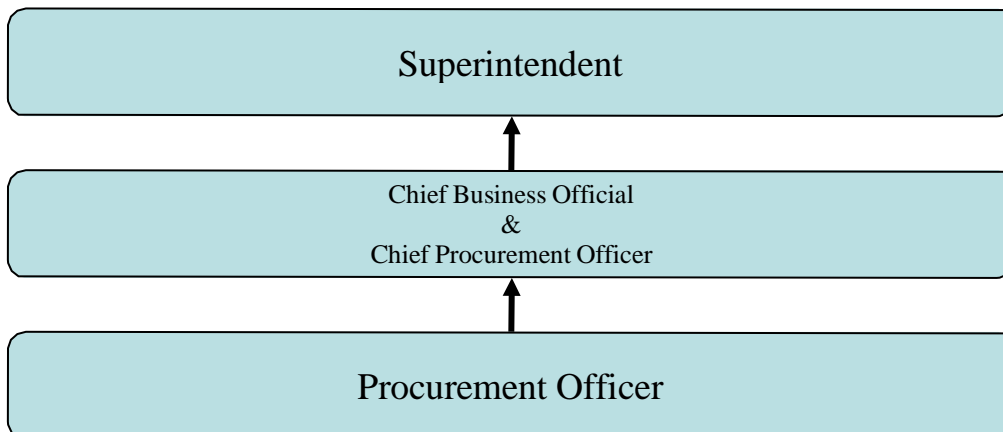 Superintendent
Chief Business Official
&
Chief Procurement Officer
Procurement Officer